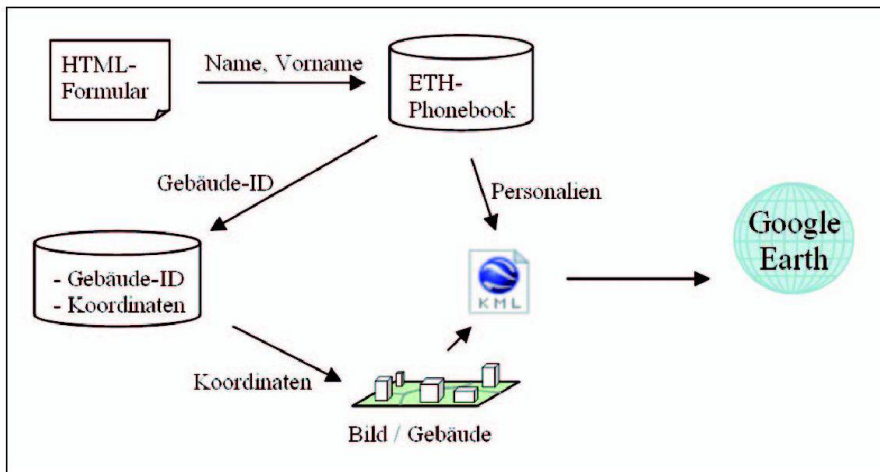 HTML-
Formular
Name, Vorname
ETH-
Phonebook
Gebäude-ID
Personalien
- Gebäude-ID
- Koordinaten
KML
Google
Earth
Koordinaten
Bild / Gebäude